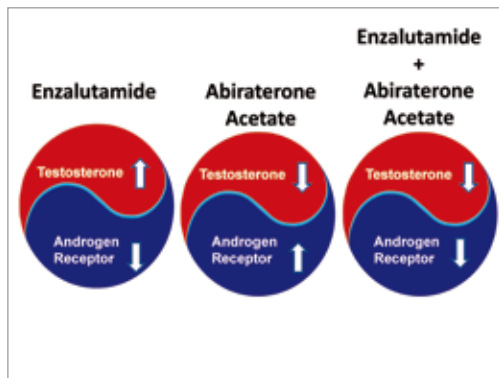 Enzalutamide
Testosterone
Androgen
Receptor
Abiraterone
Acetate
Testosterone
Androgen
Receptor
Enzalutamide
+
Abiraterone
Acetate
Testosterone
Androgen
Receptor